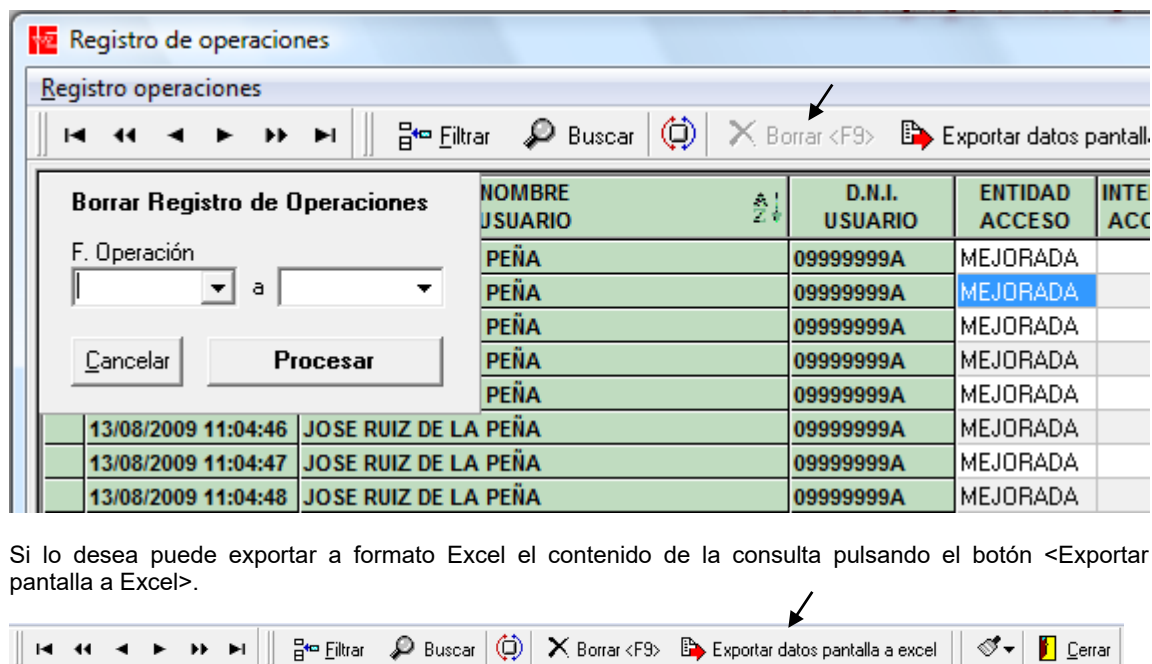 Registro de operaciones
Registro operaciones
Filtrar Buscar Borrar <F9> Exportar datos pantalla
Borrar Registro de Operaciones
F. Operación
a
Cancelar Procesar
NOMBRE USUARIO D.N.I. USUARIO ENTIDAD ACCESO INTE ACC
PEÑA 09999999A MEJORADA
PEÑA 09999999A MEJORADA
PEÑA 09999999A MEJORADA
PEÑA 09999999A MEJORADA
PEÑA 09999999A MEJORADA
13/08/2009 11:04:46 JOSE RUIZ DE LA PEÑA 09999999A MEJORADA
13/08/2009 11:04:47 JOSE RUIZ DE LA PEÑA 09999999A MEJORADA
13/08/2009 11:04:48 JOSE RUIZ DE LA PEÑA 09999999A MEJORADA
Si lo desea puede exportar a formato Excel el contenido de la consulta pulsando el botón <Exportar
pantalla a Excel>.
Filtrar Buscar Borrar <F9> Exportar datos pantalla a excel Cerrar